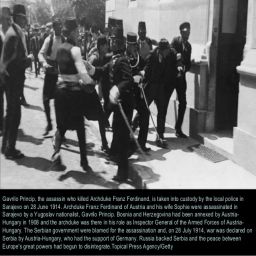 Gavrilo Princip, the assassin who killed Archduke Franz Ferdinand, is taken into custody by the local police in
Sarajevo on 28 June 1914. Archduke Franz Ferdinand of Austria and his wife Sophie were assassinated in
Sarajevo by a Yugoslav nationalist, Gavrilo Princip. Bosnia and Herzegovina had been annexed by Austria-
Hungary in 1908 and the archduke was there in his role as Inspector General of the Armed Forces of Austria-
Hungary. The Serbian government were blamed for the assassination and, on 28 July 1914, war was declared on
Serbia by Austria-Hungary, who had the support of Germany. Russia backed Serbia and the peace between
Europe's great powers had begun to disintegrate.Topical Press Agency/Getty